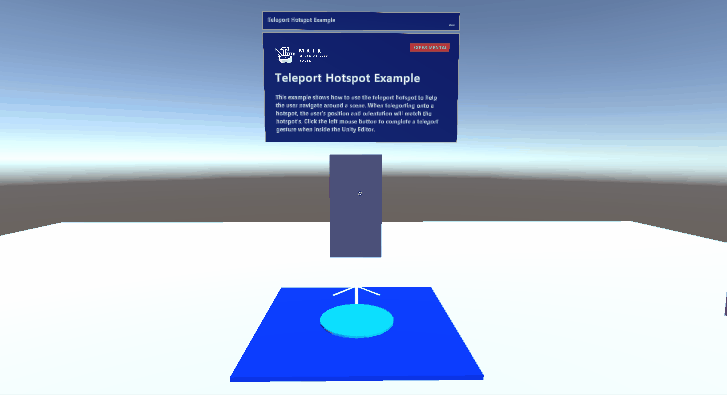 Teleport Hotspot Example
M R T K
EXPERIMENTAL
Teleport Hotspot Example
This example shows how to use the teleport hotspot to help
the user navigate around a scene. When teleporting onto a
hotspot, the user's position and orientation will match the
hotspot's. Click the left mouse button to complete a teleport
gesture when inside the Unity Editor.